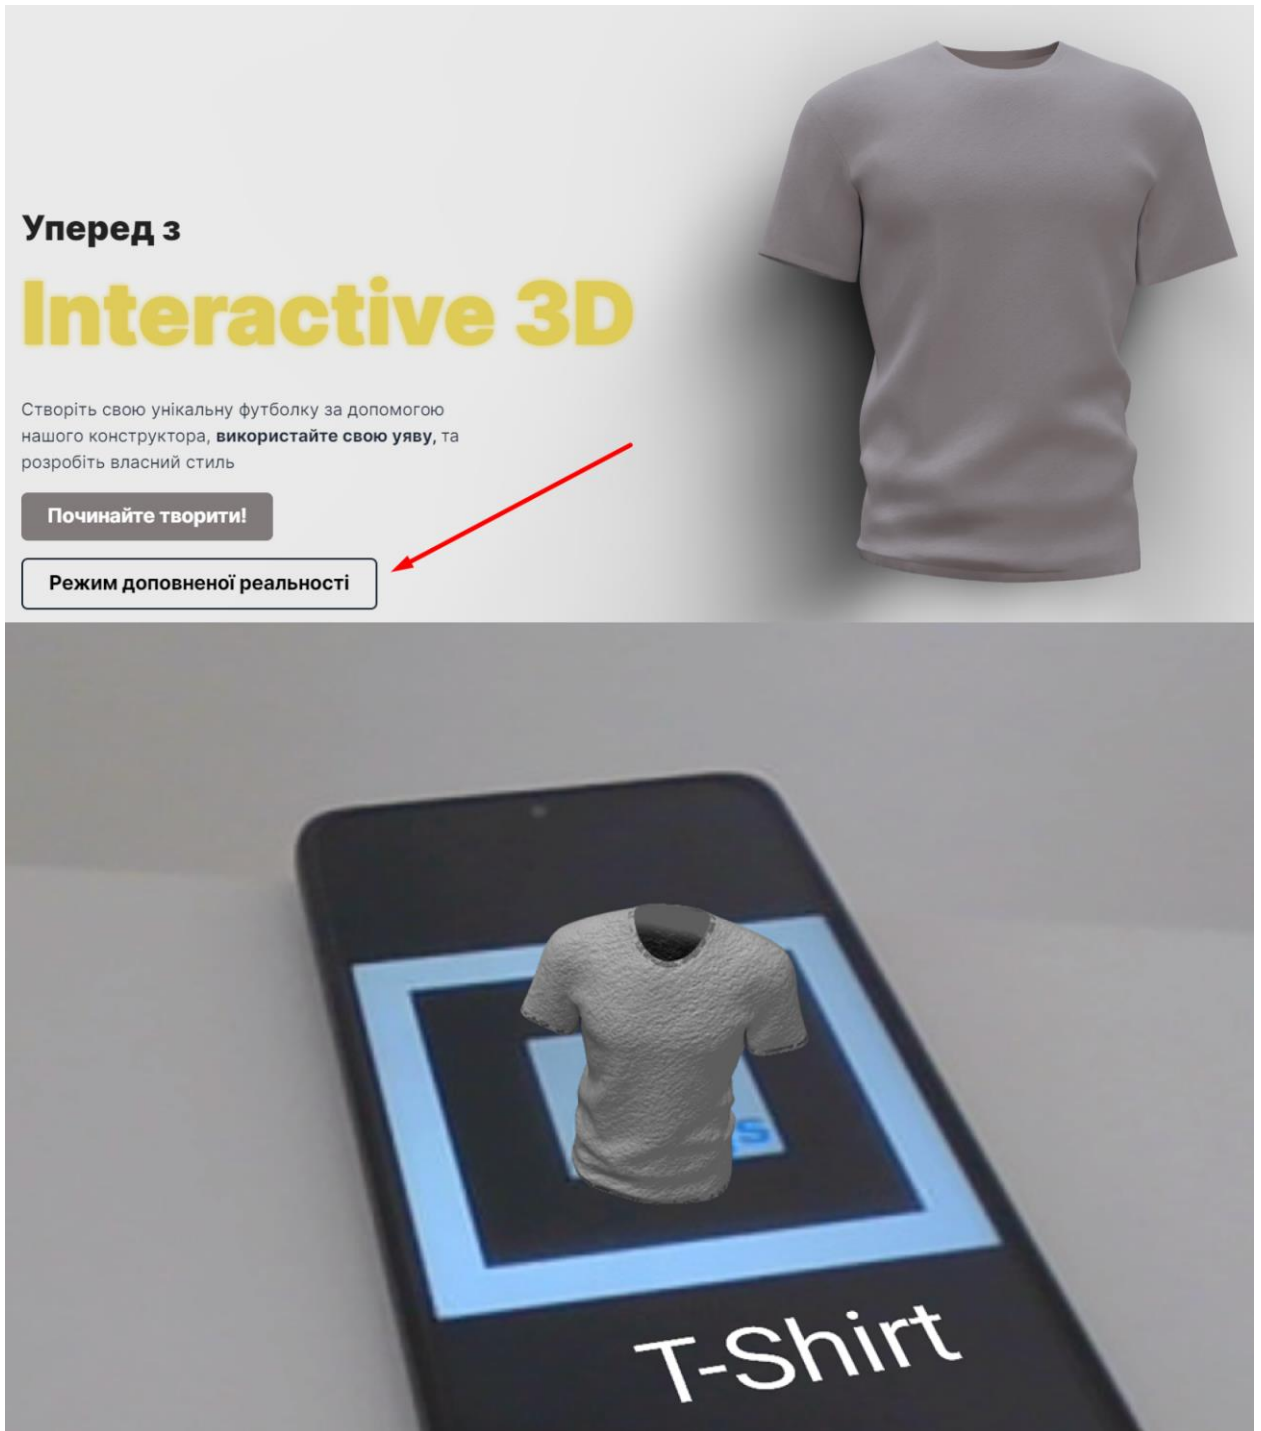 Уперед з
Interactive 3D
Створіть свою унікальну футболку за допомогою
нашого конструктора, використайте свою уяву, та
розробіть власний стиль
Починайте творити!
Режим доповненої реальності
T-Shirt